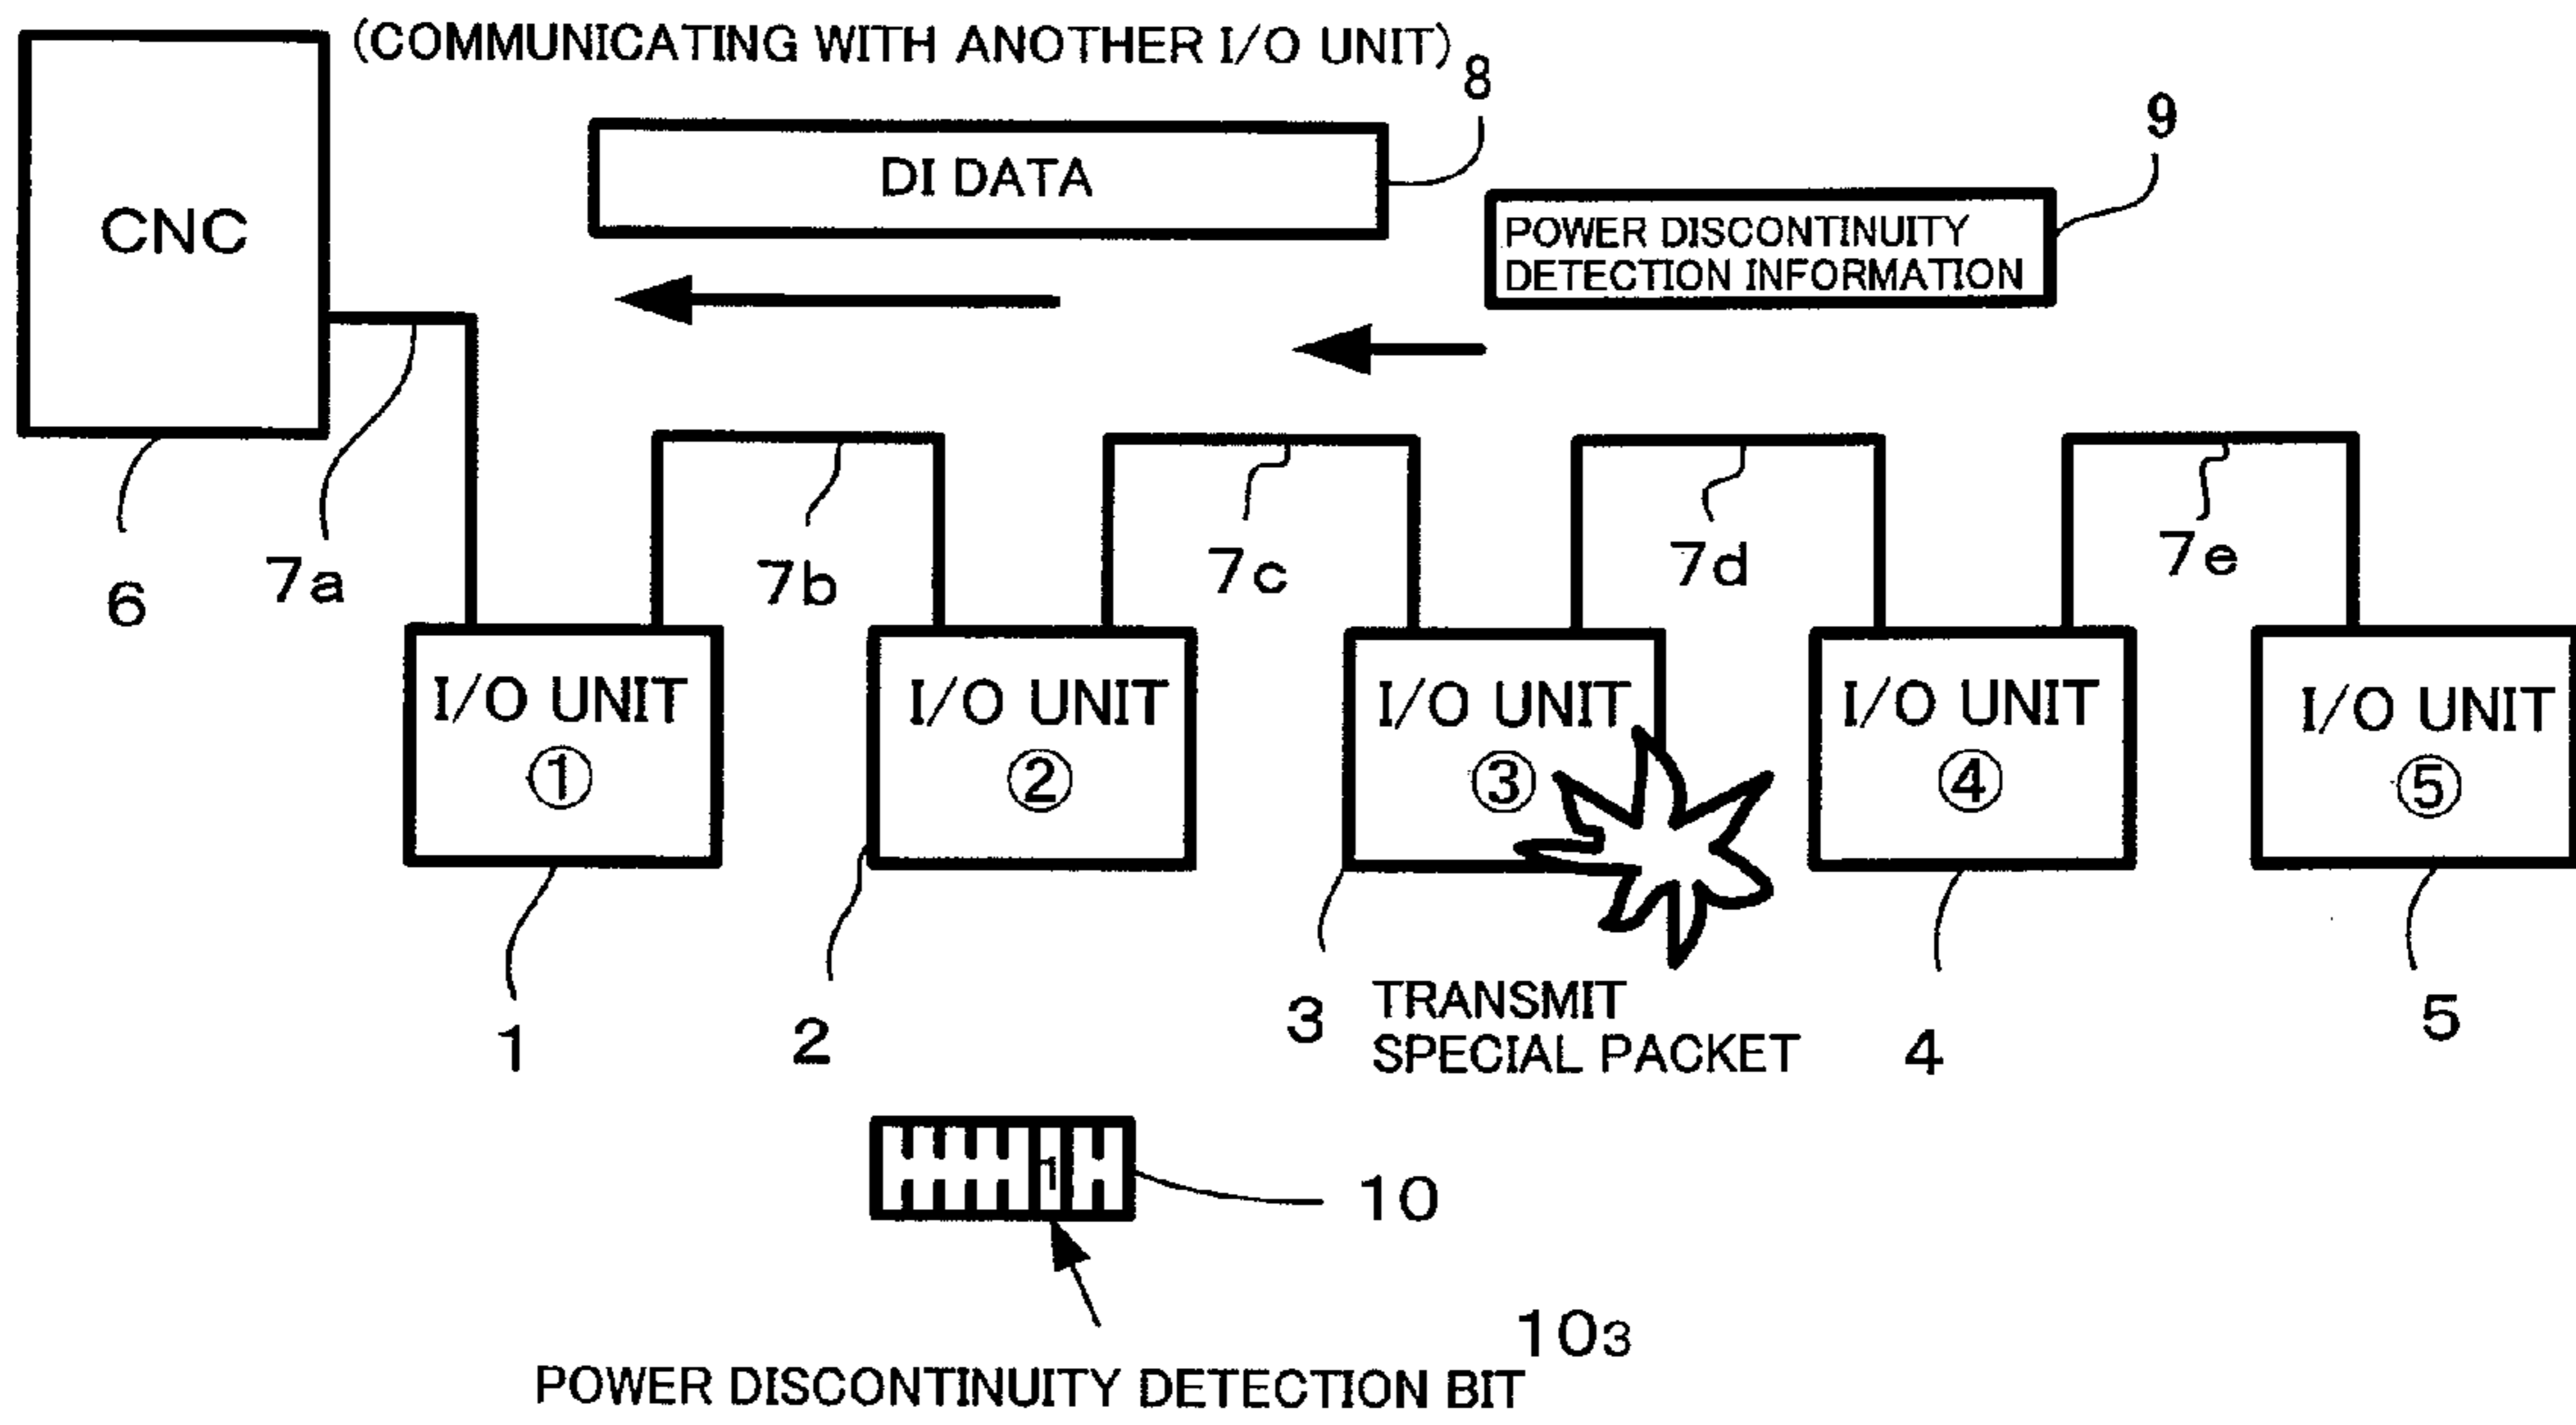 (COMMUNICATING WITH ANOTHER I/O UNIT)
8
9
DI DATA
CNC
POWER DISCONTINUITY
DETECTION INFORMATION
7a
7b
7c
7d
7e
6
I/O UNIT
①
I/O UNIT
②
I/O UNIT
③
I/O UNIT
④
I/O UNIT
⑤
1
2
3
TRANSMIT
SPECIAL PACKET
4
5
1
10
10₃
POWER DISCONTINUITY DETECTION BIT